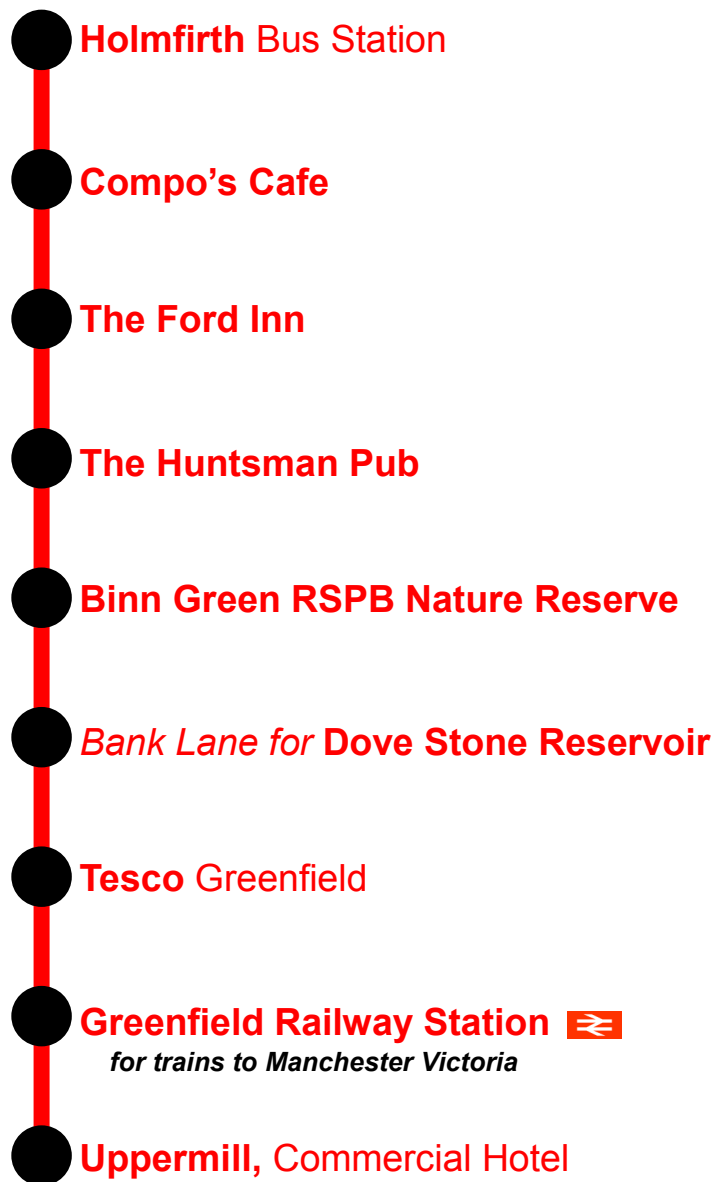 Holmfirth Bus Station
Compo’s Cafe
The Ford Inn
The Huntsman Pub
Binn Green RSPB Nature Reserve
Bank Lane for Dove Stone Reservoir
Tesco Greenfield
Greenfield Railway Station
for trains to Manchester Victoria
Uppermill, Commercial Hotel